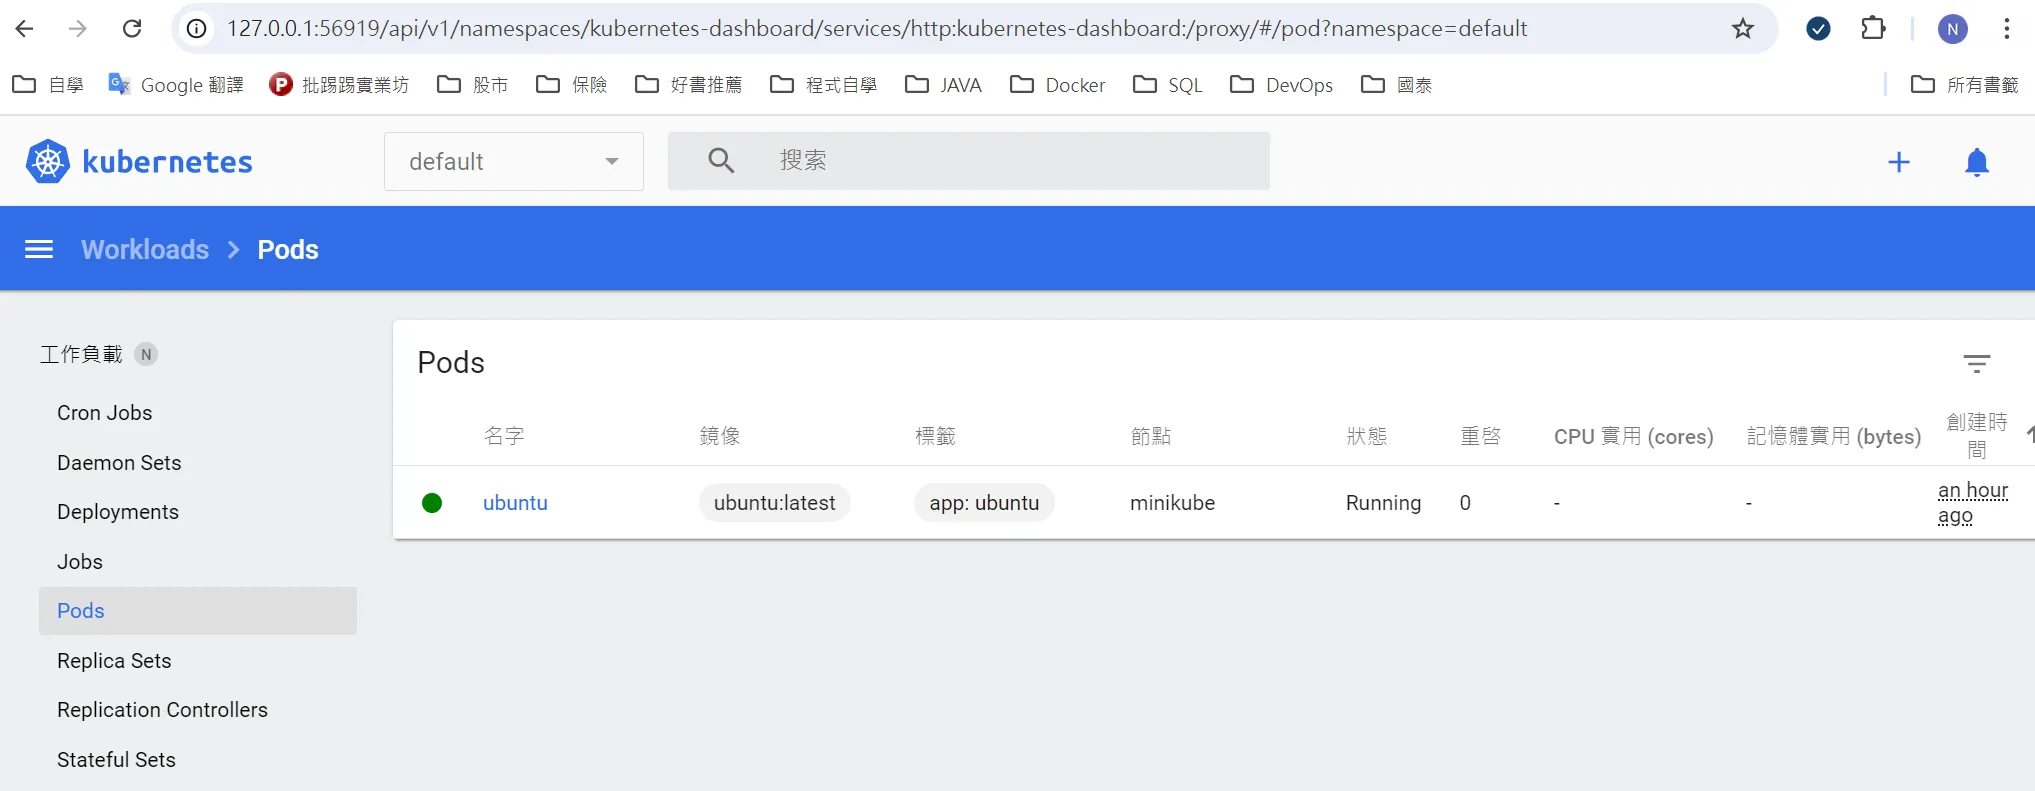 127.0.0.1:56919/api/v1/namespaces/kubernetes-dashboard/services/http:kubernetes-dashboard:/proxy/#/pod?namespace=default
N
自學 Google 翻譯 批踢踢實業坊 股市 保險 好書推薦 程式自學 JAVA Docker SQL DevOps 國泰 所有書籤
kubernetes default 搜索
Workloads > Pods
工作負載 N
Cron Jobs
Daemon Sets
Deployments
Jobs
Pods
Replica Sets
Replication Controllers
Stateful Sets
Pods
名字 鏡像 標籤 節點 狀態 重啓 CPU 實用 (cores) 記憶體實用 (bytes) 創建時
間
ubuntu ubuntu:latest app: ubuntu minikube Running 0 - - an hour
ago